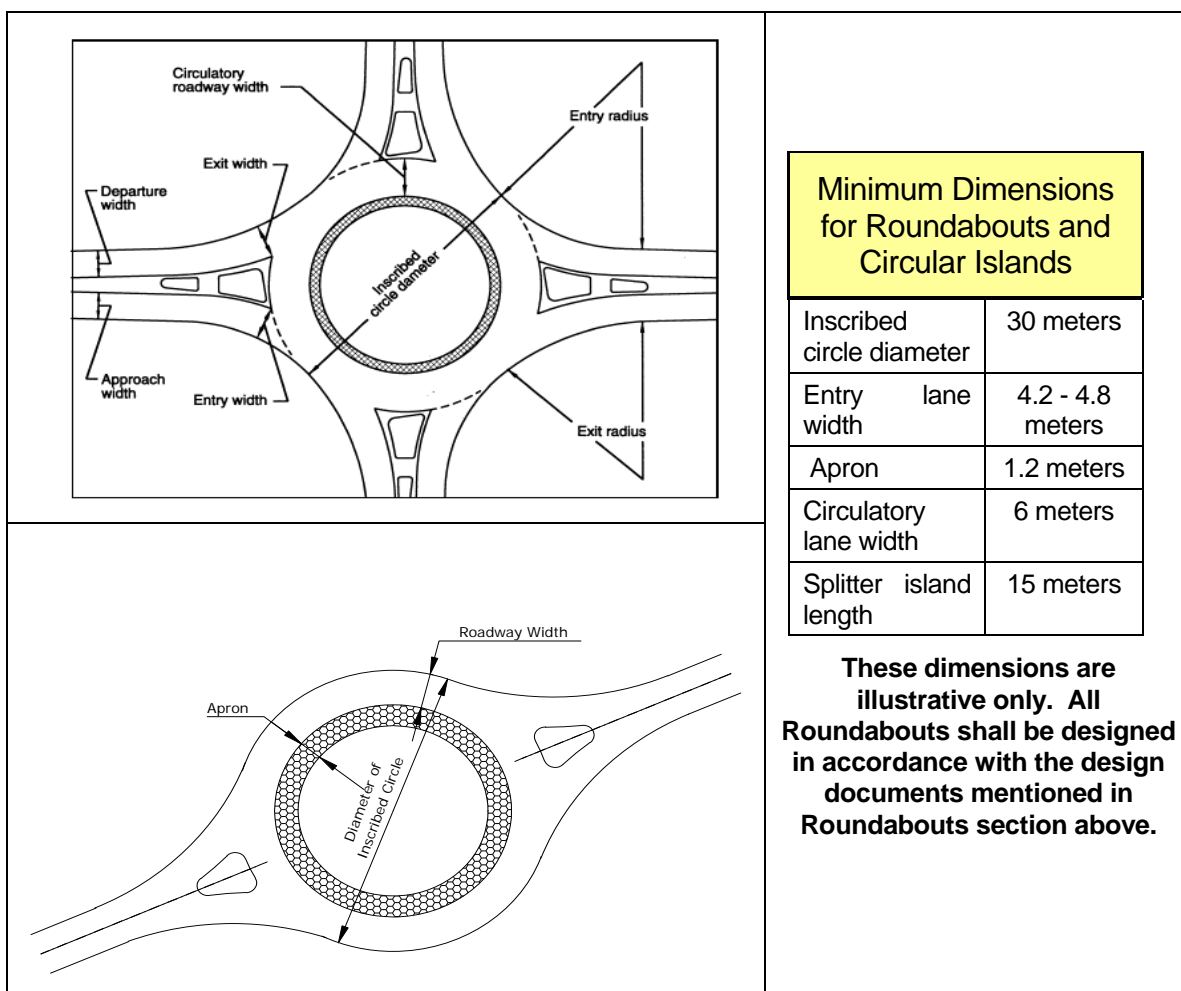 Circulatory
roadway width
Entry radius
Exit width
Departure
width
Inscribed
circle diameter
Approach
width
Entry width
Exit radius
Roadway Width
Apron
Diameter of
Inscribed Circle
Minimum Dimensions
for Roundabouts and
Circular Islands
Inscribed
circle diameter
30 meters
Entry lane
width
4.2 - 4.8
meters
Apron
1.2 meters
Circulatory
lane width
6 meters
Splitter island
length
15 meters
These dimensions are
illustrative only. All
Roundabouts shall be designed
in accordance with the design
documents mentioned in
Roundabouts section above.